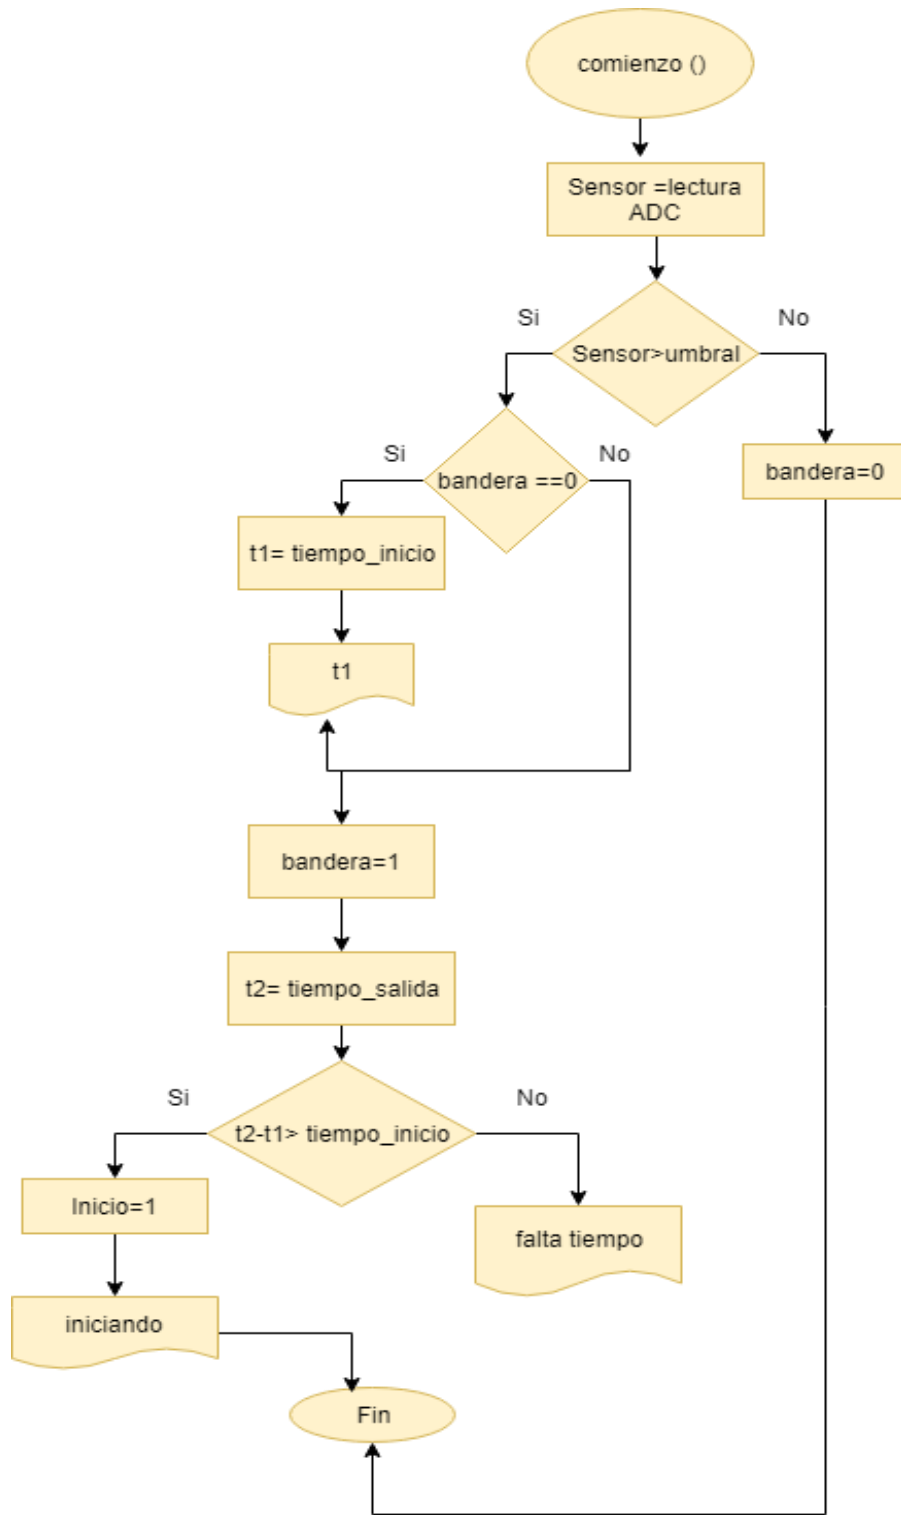 comienzo ()
Sensor =lectura
ADC
Si
No
Sensor>umbral
Si
No
bandera ==0
bandera=0
t1= tiempo_inicio
t1
bandera=1
t2= tiempo_salida
Si
No
t2-t1> tiempo_inicio
Inicio=1
falta tiempo
iniciando
Fin